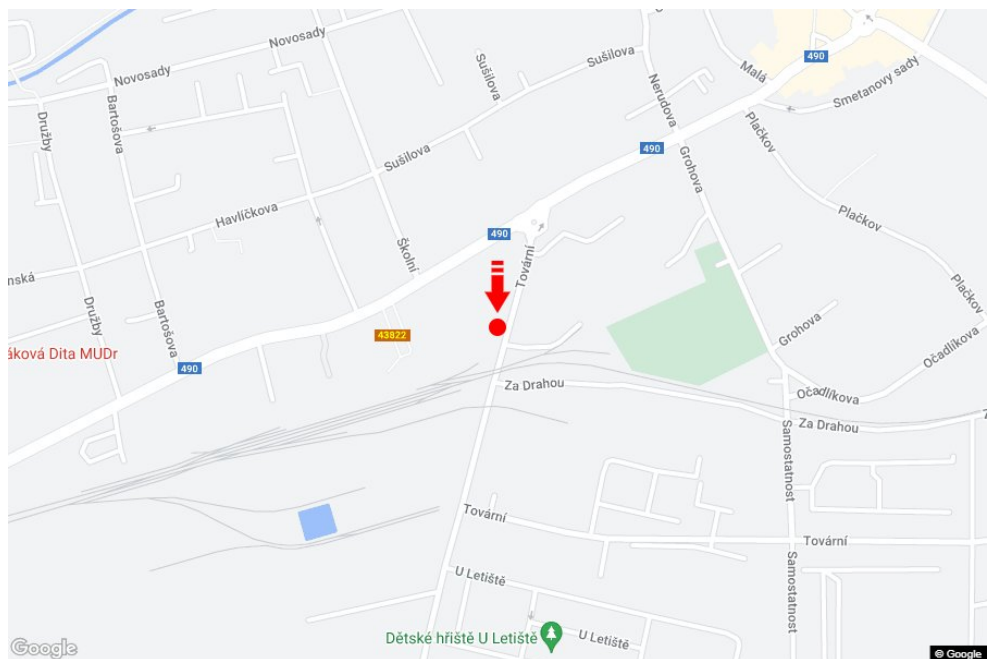 490
Novosady
Novosady
Sušilova
Sušilova
Malá
Smetanovy sady
Nerudova
Družby
Bartošova
490
Plačkov
Grohova
Sušilova
Havlíčkova
Plačkov
490
Školní
Tovární
nská
Plačkov
Družby
Bartošova
43822
Grohova
áková Dita MUDr
490
Očadlíkova
Za Drahou
Očadlíkova
Za Drahou
Z
Samostatnost
Tovární
Tovární
U Letiště
Samostatnost
Dětské hřiště U Letiště
U Letiště
Google
© Google